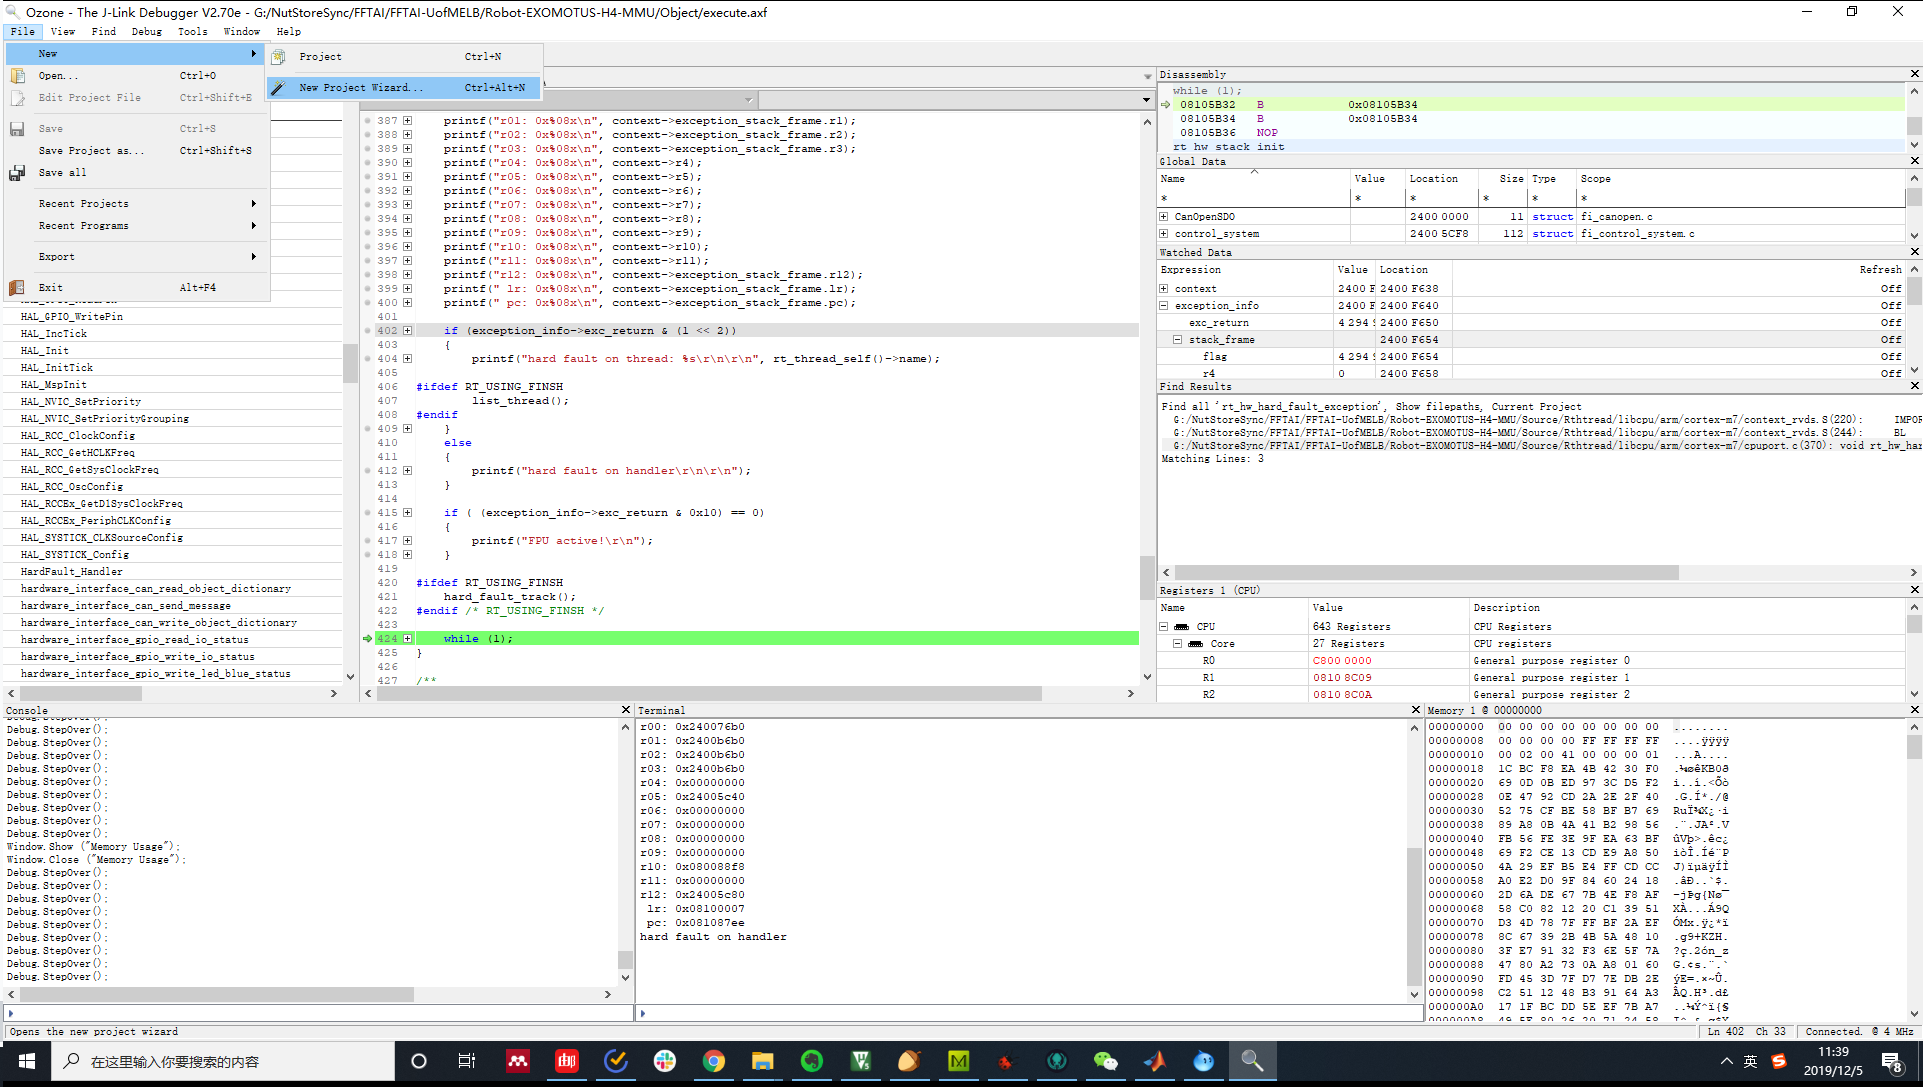 Ozone - The J-Link Debugger V2.70e - G:/NutStoreSync/FFTAI/FFTAI-UofMELB/Robot-EXOMOTUS-H4-MMU/Object/execute.axf
File View Find Debug Tools Window Help
New
Open... Ctrl+O
Edit Project File Ctrl+Shift+E
Save Ctrl+S
Save Project as... Ctrl+Shift+S
Save all
Recent Projects
Recent Programs
Export
Exit Alt+F4
Project Ctrl+N
New Project Wizard... Ctrl+Alt+N
HAL_GPIO_WritePin
HAL_IncTick
HAL_Init
HAL_InitTick
HAL_MspInit
HAL_NVIC_SetPriority
HAL_NVIC_SetPriorityGrouping
HAL_RCC_ClockConfig
HAL_RCC_GetHCLKFreq
HAL_RCC_GetSysClockFreq
HAL_RCC_OscConfig
HAL_RCCEx_GetD1SysClockFreq
HAL_RCCEx_PeriphCLKConfig
HAL_SYSTICK_CLKSourceConfig
HAL_SYSTICK_Config
HardFault_Handler
hardware_interface_can_read_object_dictionary
hardware_interface_can_send_message
hardware_interface_can_write_object_dictionary
hardware_interface_gpio_read_io_status
hardware_interface_gpio_write_io_status
hardware_interface_gpio_write_led_blue_status
387 printf("r01: 0x%08x\n", context->exception_stack_frame.r1);
388 printf("r02: 0x%08x\n", context->exception_stack_frame.r2);
389 printf("r03: 0x%08x\n", context->exception_stack_frame.r3);
390 printf("r04: 0x%08x\n", context->r4);
391 printf("r05: 0x%08x\n", context->r5);
392 printf("r06: 0x%08x\n", context->r6);
393 printf("r07: 0x%08x\n", context->r7);
394 printf("r08: 0x%08x\n", context->r8);
395 printf("r09: 0x%08x\n", context->r9);
396 printf("r10: 0x%08x\n", context->r10);
397 printf("r11: 0x%08x\n", context->r11);
398 printf("r12: 0x%08x\n", context->exception_stack_frame.r12);
399 printf(" lr: 0x%08x\n", context->exception_stack_frame.lr);
400 printf(" pc: 0x%08x\n", context->exception_stack_frame.pc);
401
402 if (exception_info->exc_return & (1 << 2))
403 {
404 printf("hard fault on thread: %s\r\n\r\n", rt_thread_self()->name);
405
406 #ifdef RT_USING_FINSH
407 list_thread();
408 #endif
409 }
410 else
411 {
412 printf("hard fault on handler\r\n\r\n");
413 }
414
415 if ( (exception_info->exc_return & 0x10) == 0)
416 {
417 printf("FPU active!\r\n");
418 }
419
420 #ifdef RT_USING_FINSH
421 hard_fault_track();
422 #endif /* RT_USING_FINSH */
423
424 while (1);
425 }
426
427 /**
Disassembly
while (1);
08105B32 B 0x08105B34
08105B34 B 0x08105B34
08105B36 NOP
rt_hw_stack_init
Global Data
Name Value Location Size Type Scope
* * * * * *
CanOpenSDO 2400 0000 11 struct fi_canopen.c
control_system 2400 5CF8 112 struct fi_control_system.c
Watched Data
Expression Value Location Refresh
context 2400 F 2400 F638 Off
exception_info 2400 F 2400 F640 Off
exc_return 4 294 9 2400 F650 Off
stack_frame 2400 F654 Off
flag 4 294 9 2400 F654 Off
r4 0 2400 F658 Off
Find Results
Find all 'rt_hw_hard_fault_exception', Show filepaths, Current Project
G:/NutStoreSync/FFTAI/FFTAI-UofMELB/Robot-EXOMOTUS-H4-MMU/Source/Rthtread/libcpu/arm/cortex-m7/context_rvds.S(220): IMPOR
G:/NutStoreSync/FFTAI/FFTAI-UofMELB/Robot-EXOMOTUS-H4-MMU/Source/Rthtread/libcpu/arm/cortex-m7/context_rvds.S(244): BL
G:/NutStoreSync/FFTAI/FFTAI-UofMELB/Robot-EXOMOTUS-H4-MMU/Source/Rthtread/libcpu/arm/cortex-m7/cpuport.c(370): void rt_hw_har
Matching Lines: 3
Registers 1 (CPU)
Name Value Description
CPU 643 Registers CPU Registers
Core 27 Registers CPU registers
R0 C800 0000 General purpose register 0
R1 0810 8C09 General purpose register 1
R2 0810 8C0A General purpose register 2
Console
Debug.StepOver();
Debug.StepOver();
Debug.StepOver();
Debug.StepOver();
Debug.StepOver();
Debug.StepOver();
Debug.StepOver();
Debug.StepOver();
Debug.StepOver();
Debug.StepOver();
Window.Show ("Memory Usage");
Window.Close ("Memory Usage");
Debug.StepOver();
Debug.StepOver();
Debug.StepOver();
Debug.StepOver();
Debug.StepOver();
Debug.StepOver();
Debug.StepOver();
Debug.StepOver();
Debug.StepOver();
Terminal
r00: 0x240076b0
r01: 0x2400b6b0
r02: 0x2400b6b0
r03: 0x2400b6b0
r04: 0x00000000
r05: 0x24005c40
r06: 0x00000000
r07: 0x00000000
r08: 0x00000000
r09: 0x00000000
r10: 0x080088f8
r11: 0x00000000
r12: 0x24005c80
lr: 0x08100007
pc: 0x081087ee
hard fault on handler
Memory 1 @ 00000000
00000000 00 00 00 00 00 00 00 00 ........
00000008 00 00 00 00 FF FF FF FF ....ÿÿÿÿ
00000010 00 02 00 41 00 00 00 01 ...A....
00000018 1C BC F8 EA 4B 42 30 F0 .¼øêKB0ð
00000020 69 0D 0B ED 97 3C D5 F2 i..í.<Õò
00000028 0E 47 92 CD 2A 2E 2F 40 .G.Í*./@
00000030 52 75 CF BE 58 BF B7 69 RuÏ¾X¿·i
00000038 89 A8 0B 4A 41 B2 98 56 .¨.JA².V
00000040 FB 56 FE 3E 9F EA 63 BF ûVþ>.êc¿
00000048 69 F2 CE 13 CD E9 A8 50 iòÎ.Íé¨P
00000050 4A 29 EF B5 E4 FF CD CC J)ïµäÿÍÌ
00000058 A0 E2 D0 9F 84 60 24 18 .âÐ..`$.
00000060 2D 6A DE 67 7B 4E F8 AF -jÞg{Nø¯
00000068 58 C0 82 12 20 C1 39 51 XÀ... Á9Q
00000070 D3 4D 78 7F FF BF 2A EF ÓMx.ÿ¿*ï
00000078 8C 67 39 2B 4B 5A 48 10 .g9+KZH.
00000080 3F E7 91 32 F3 6E 5F 7A ?ç.2ón_z
00000088 47 80 A2 73 0A A8 01 60 G.¢s.¨.`
00000090 FD 45 3D 7F D7 7E DB 2E ýE=.×~Û.
00000098 C2 51 12 48 B3 91 64 A3 ÂQ.H³.d£
000000A0 17 1F BC DD 5E EF 7B A7 ..¼Ý^ï{§
Opens the new project wizard
Ln 402 Ch 33 Connected. @ 4 MHz
在这里输入你要搜索的内容
英
11:39
2019/12/5
8